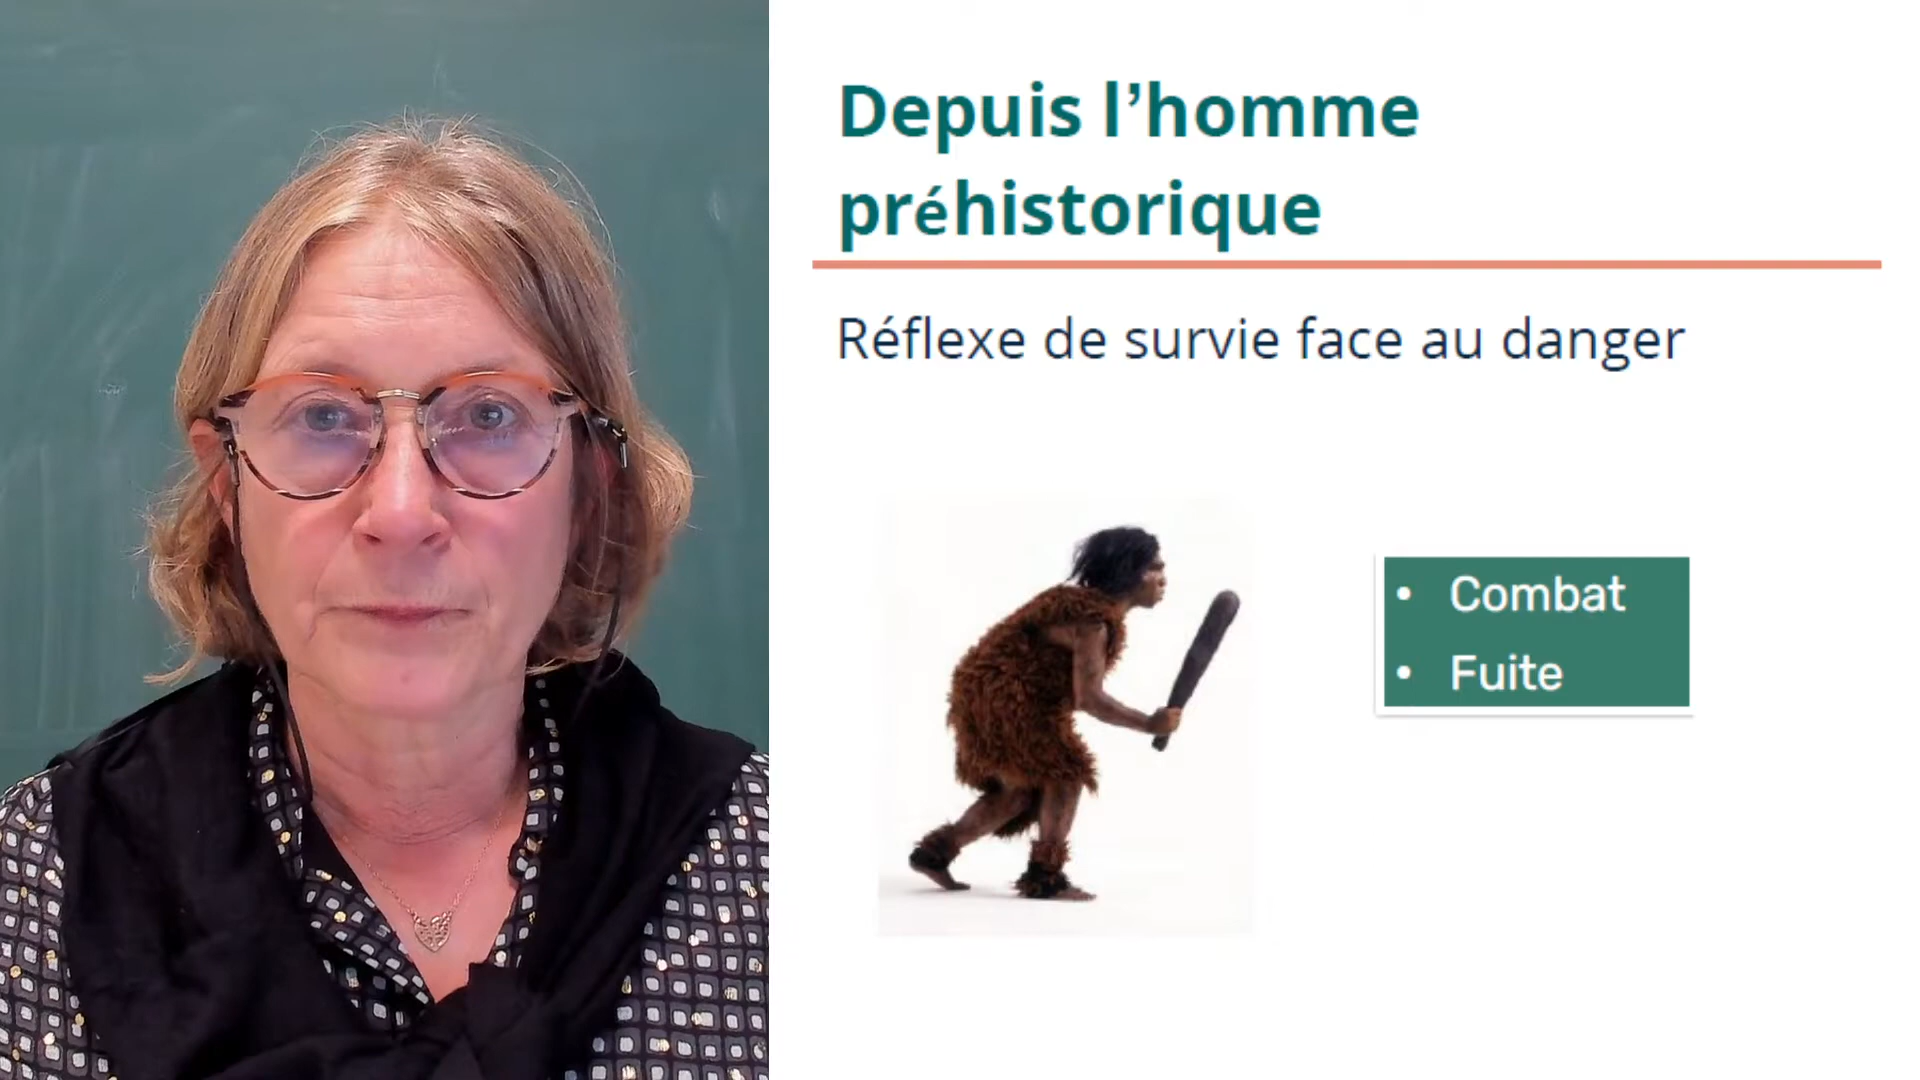 Depuis l’homme
préhistorique
Réflexe de survie face au danger
• Combat
• Fuite